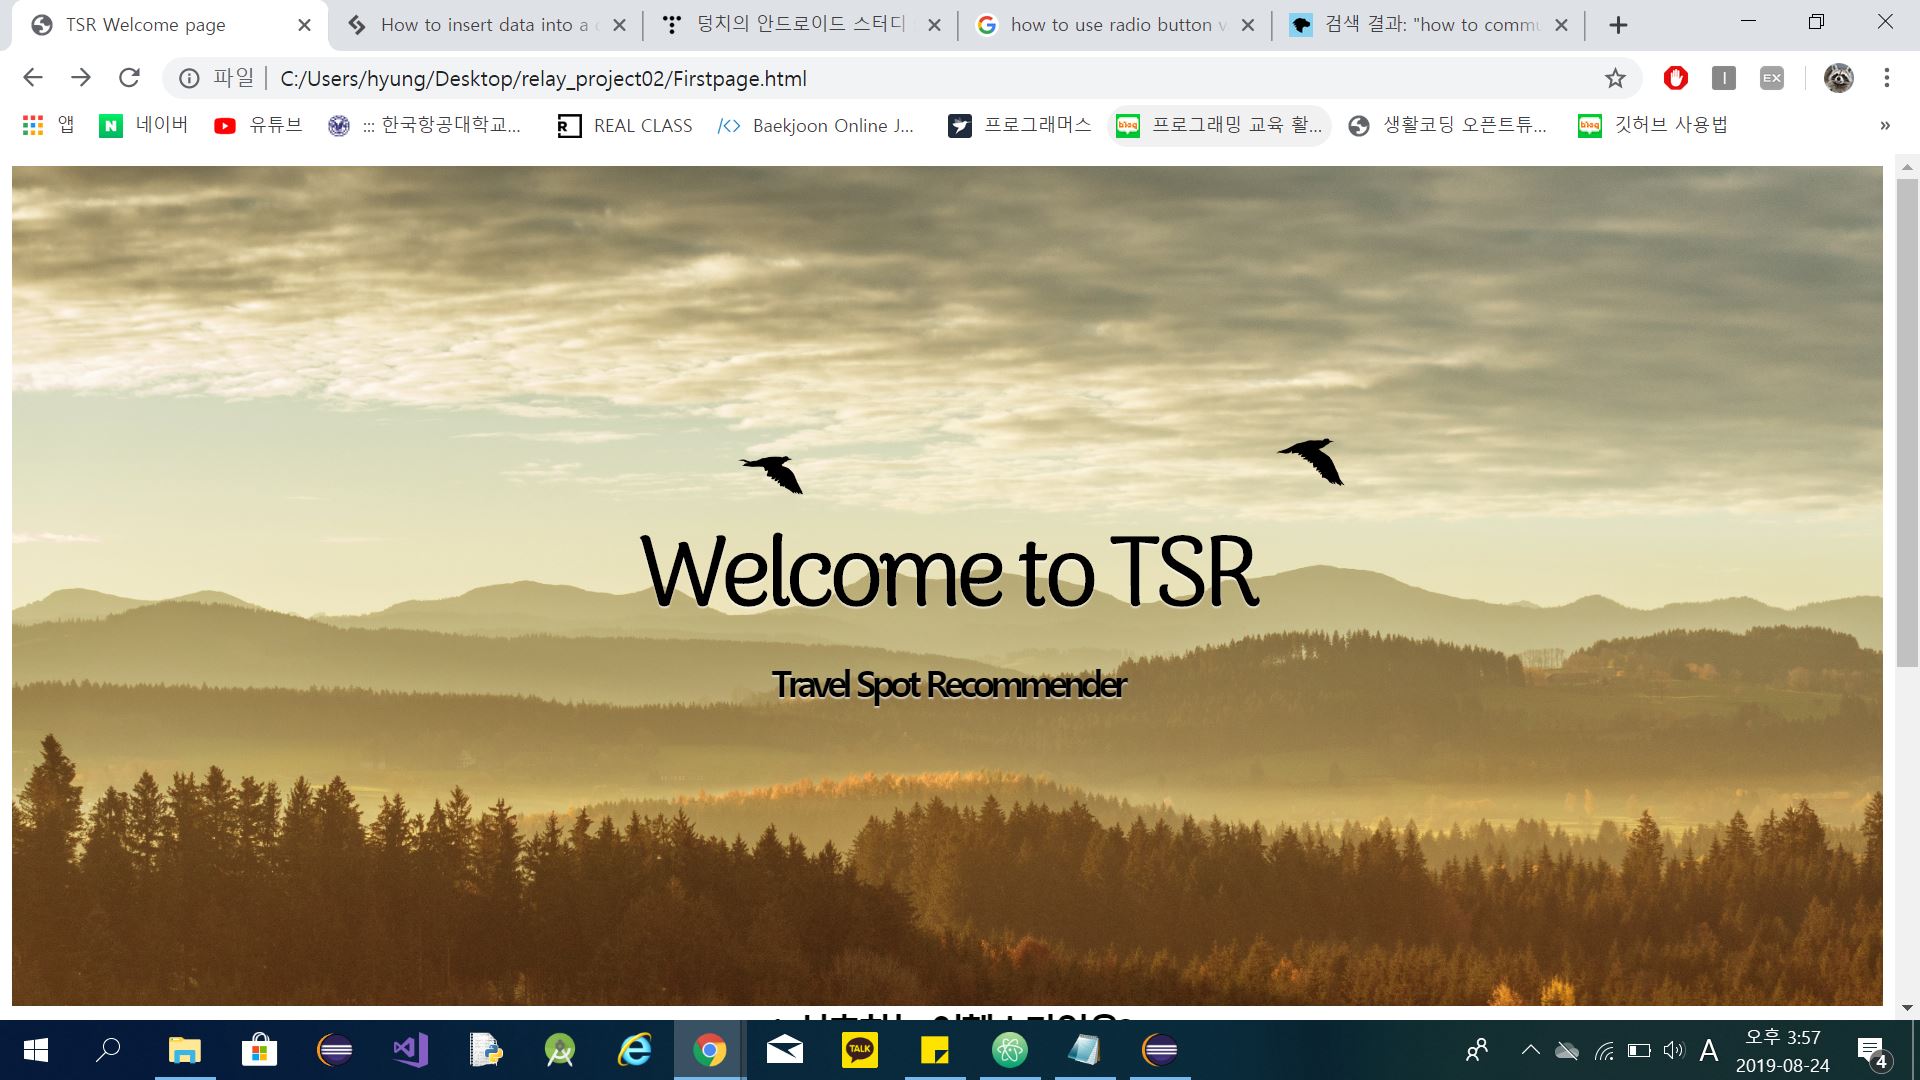 TSR Welcome page
How to insert data into a
덩치의 안드로이드 스터디
how to use radio button v
검색 결과: "how to comm
파일 C:/Users/hyung/Desktop/relay_project02/Firstpage.html
I
EX
앱
네이버
유튜브
::: 한국항공대학교...
REAL CLASS
Baekjoon Online J...
프로그래머스
blog
프로그래밍 교육 활...
생활코딩 오픈튜...
blog
깃허브 사용법
»
Welcome to TSR
Travel Spot Recommender
TALK
A
오후 3:57
2019-08-24
4